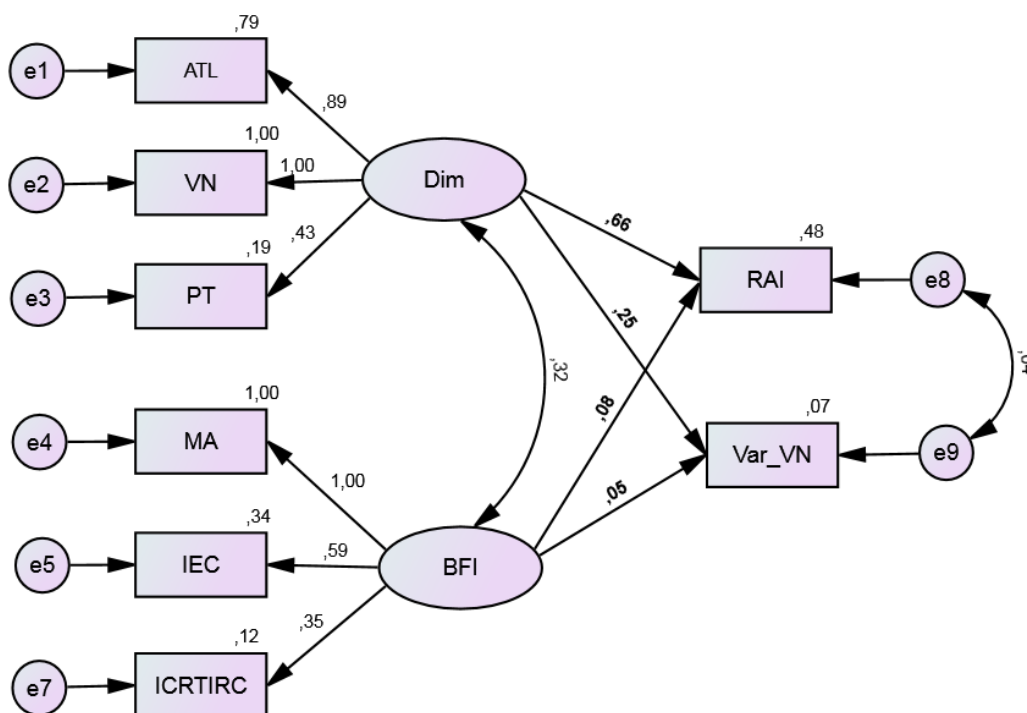 ,79
e1
ATL
,89
1,00
e2
VN
1,00
Dim
,19
,43
e3
PT
,66
,48
RAI
e8
,25
,32
,08
1,00
e4
MA
1,00
,07
Var_VN
e9
,05
,34
e5
IEC
,59
BFI
,12
,35
e7
ICRTIRC